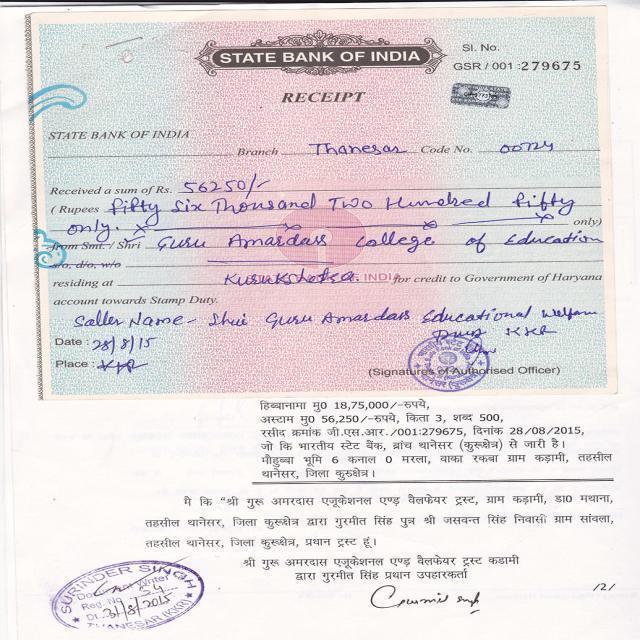 STATE BANK OF INDIA
Sl. No.
GSR / 001 : 279675
RECEIPT
STATE BANK OF INDIA
Branch Thanesar Code No. 00724
Received a sum of Rs. 56250/-
( Rupees Fifty Six Thousand Two Hundred Fifty
only. only)
from Smt. / Shri Guru Amardass College of Education
s/o, d/o, w/o
residing at Kurukshetra. INDIA for credit to Government of Haryana
account towards Stamp Duty.
Saller Name - Shri Guru Amardass Educational Welfare
Trust KKR
Date : 28/8/15
Place : KKR
(Signatures of Authorised Officer)
हिब्बानामा मु0 18,75,000/-रुपये,
अस्टाम मु0 56,250/-रुपये, किता 3, शब्द 500,
रसीद क्रमांक जी.एस.आर./001:279675, दिनांक 28/08/2015,
जो कि भारतीय स्टेट बैंक, ब्रांच थानेसर (कुरूक्षेत्र) से जारी है।
मौहुब्बा भूमि 6 कनाल 0 मरला, वाका रकबा ग्राम कड़ामी, तहसील
थानेसर, जिला कुरुक्षेत्र।
मै कि "श्री गुरू अमरदास एजूकेशनल एण्ड वैलफेयर ट्रस्ट, ग्राम कड़ामी, डा0 मथाना,
तहसील थानेसर, जिला कुरूक्षेत्र द्वारा गुरमीत सिंह पुत्र श्री जसवन्त सिंह निवासी ग्राम सांवला,
तहसील थानेसर, जिला कुरूक्षेत्र, प्रधान ट्रस्ट हूं।
श्री गुरू अमरदास एजूकेशनल एण्ड वैलफेयर ट्रस्ट कडामी
द्वारा गुरमीत सिंह प्रधान उपहारकर्ता
SURINDER SINGH
Document Writer
Reg. No. 54
Dt. 31/8/2015
THANESAR (KKR)
Gurmit Singh
/2/